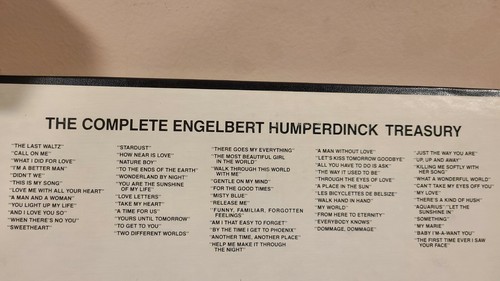 THE COMPLETE ENGELBERT HUMPERDINCK TREASURY
"THE LAST WALTZ"
"CALL ON ME"
"WHAT I DID FOR LOVE"
"I'M A BETTER MAN"
"DIDN'T WE"
"THIS IS MY SONG"
"LOVE ME WITH ALL YOUR HEART"
"A MAN AND A WOMAN"
"YOU LIGHT UP MY LIFE"
"AND I LOVE YOU SO"
"WHEN THERE'S NO YOU"
"SWEETHEART"
"STARDUST"
"HOW NEAR IS LOVE"
"NATURE BOY"
"TO THE ENDS OF THE EARTH"
"WONDERLAND BY NIGHT"
"YOU ARE THE SUNSHINE
OF MY LIFE"
"LOVE LETTERS"
"TAKE MY HEART"
"A TIME FOR US"
"YOURS UNTIL TOMORROW"
"TO GET TO YOU"
"TWO DIFFERENT WORLDS"
"THERE GOES MY EVERYTHING"
"THE MOST BEAUTIFUL GIRL
IN THE WORLD"
"WALK THROUGH THIS WORLD
WITH ME"
"GENTLE ON MY MIND"
"FOR THE GOOD TIMES"
"MISTY BLUE"
"RELEASE ME"
"FUNNY, FAMILIAR, FORGOTTEN
FEELINGS"
"AM I THAT EASY TO FORGET"
"BY THE TIME I GET TO PHOENIX"
"ANOTHER TIME, ANOTHER PLACE"
"HELP ME MAKE IT THROUGH
THE NIGHT"
"A MAN WITHOUT LOVE"
"LET'S KISS TOMORROW GOODBYE"
"ALL YOU HAVE TO DO IS ASK"
"THE WAY IT USED TO BE"
"THROUGH THE EYES OF LOVE"
"A PLACE IN THE SUN"
"LES BICYCLETTES DE BELSIZE"
"WALK HAND IN HAND"
"MY WORLD"
"FROM HERE TO ETERNITY"
"EVERYBODY KNOWS"
"DOMMAGE, DOMMAGE"
"JUST THE WAY YOU ARE"
"UP, UP AND AWAY"
"KILLING ME SOFTLY WITH
HER SONG"
"WHAT A WONDERFUL WORLD"
"CAN'T TAKE MY EYES OFF YOU"
"MY LOVE"
"THERE'S A KIND OF HUSH"
"AQUARIUS" "LET THE
SUNSHINE IN"
"SOMETHING"
"MY MARIE"
"BABY I'M-A-WANT YOU"
"THE FIRST TIME EVER I SAW
YOUR FACE"